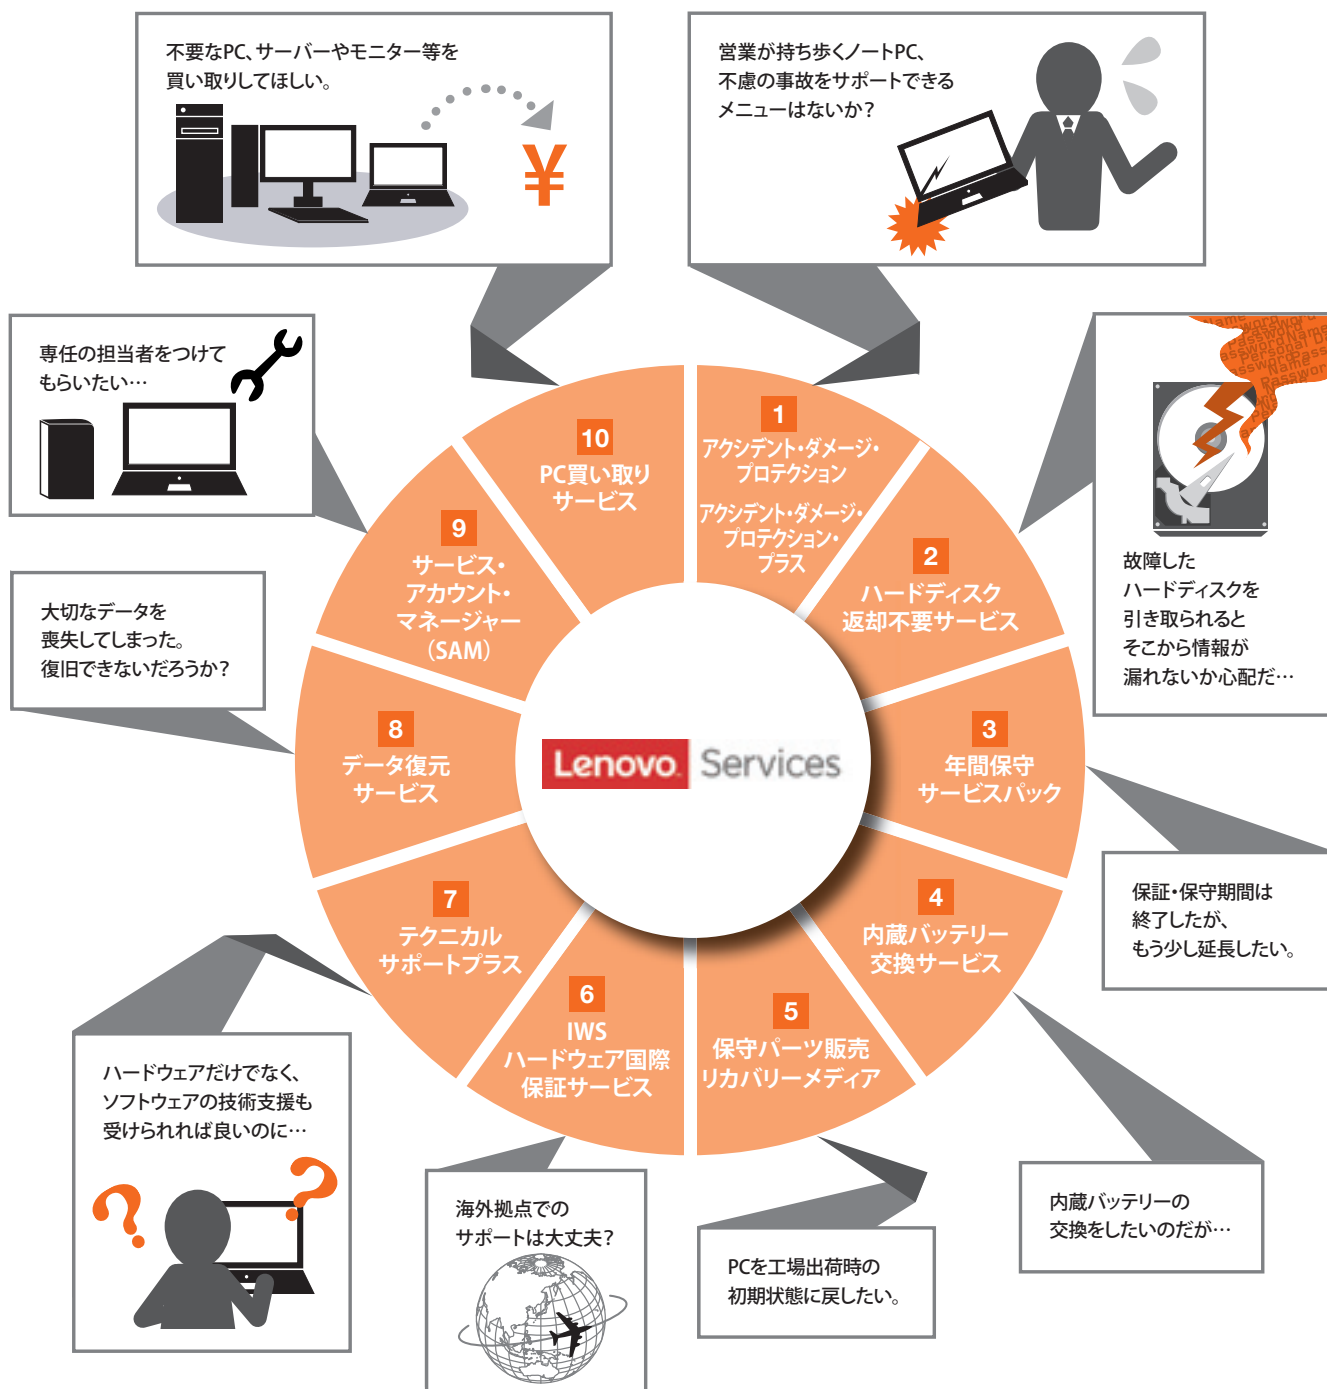 不要なPC、サーバーやモニター等を
買い取りしてほしい。
¥
営業が持ち歩くノートPC、
不慮の事故をサポートできる
メニューはないか？
専任の担当者をつけて
もらいたい…
大切なデータを
喪失してしまった。
復旧できないだろうか？
故障した
ハードディスクを
引き取られると
そこから情報が
漏れないか心配だ…
1
アクシデント・ダメージ・
プロテクション
アクシデント・ダメージ・
プロテクション・
プラス
2
ハードディスク
返却不要サービス
3
年間保守
サービスパック
4
内蔵バッテリー
交換サービス
5
保守パーツ販売
リカバリーメディア
6
IWS
ハードウェア国際
保証サービス
7
テクニカル
サポートプラス
8
データ復元
サービス
9
サービス・
アカウント・
マネージャー
（SAM）
10
PC買い取り
サービス
Lenovo Services
保証・保守期間は
終了したが、
もう少し延長したい。
内蔵バッテリーの
交換をしたいのだが…
PCを工場出荷時の
初期状態に戻したい。
海外拠点での
サポートは大丈夫？
ハードウェアだけでなく、
ソフトウェアの技術支援も
受けられれば良いのに…
? ?